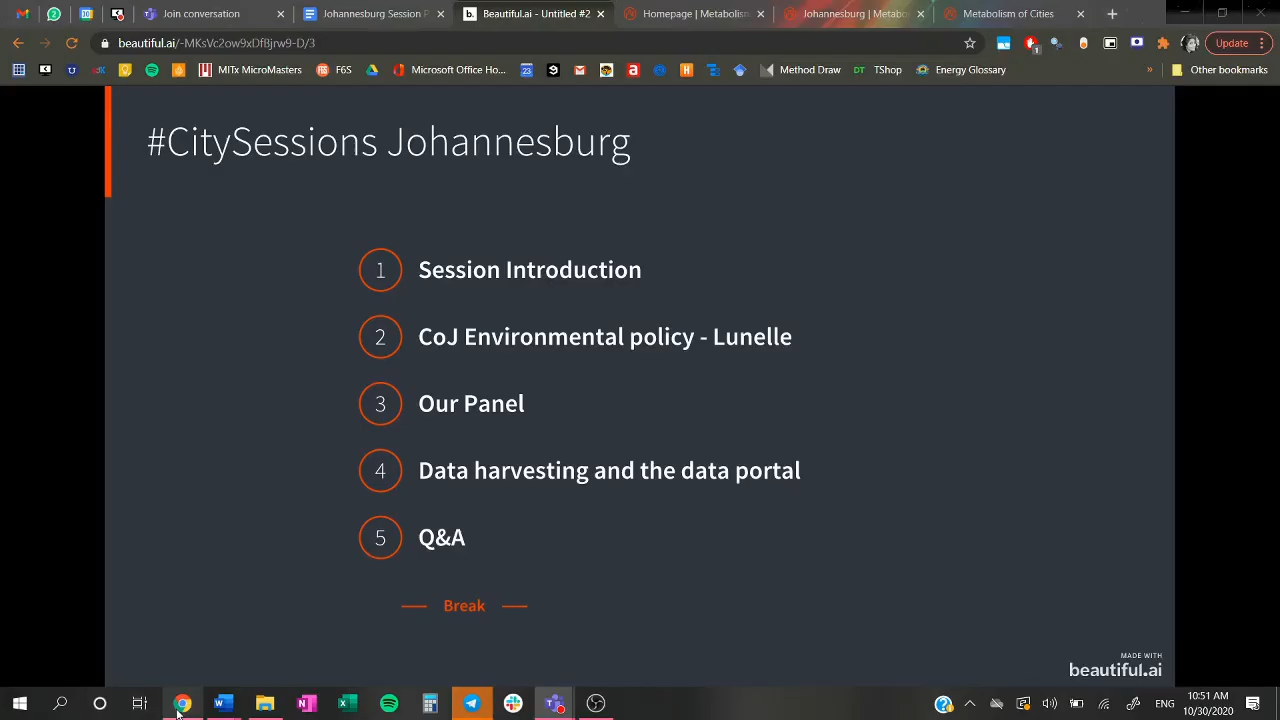 Join conversation
Johannesburg Session P
Beautiful.ai - Untitled #2
Homepage | Metabolism
Johannesburg | Metabo
Metabolism of Cities
beautiful.ai/-MKsVc2ow9xDfBjrw9-D/3
Update
MITx MicroMasters
F6S
Microsoft Office Ho...
Method Draw
DT TShop
Energy Glossary
»
Other bookmarks
#CitySessions Johannesburg
1 Session Introduction
2 CoJ Environmental policy - Lunelle
3 Our Panel
4 Data harvesting and the data portal
5 Q&A
Break
MADE WITH
beautiful.ai
ENG
10:51 AM
10/30/2020